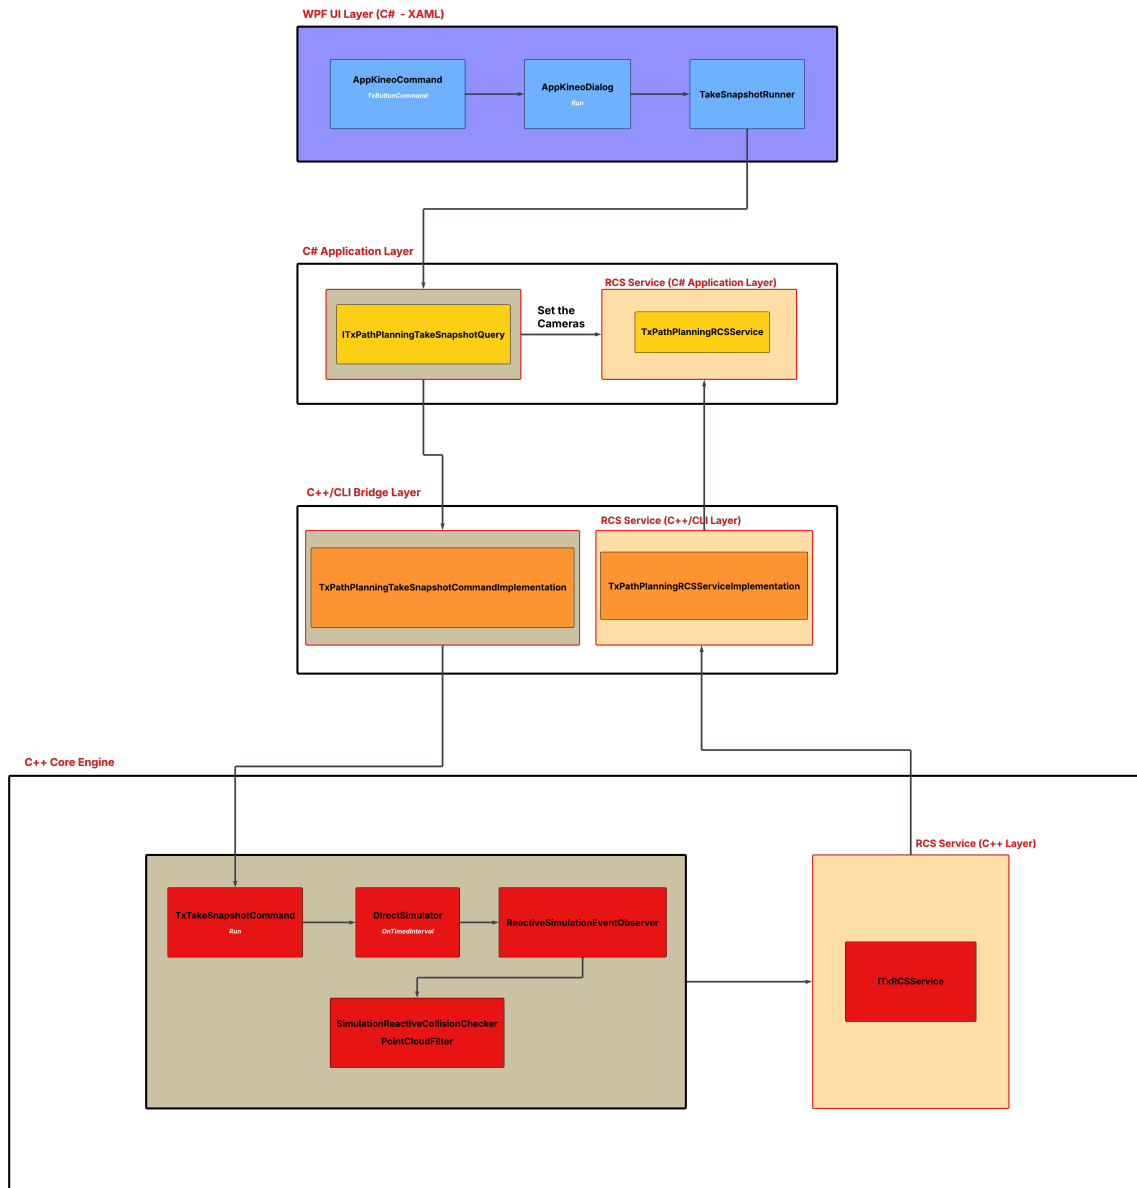 WPF UI Layer (C# - XAML)
AppKineoCommand
TxButtonCommand
AppKineoDialog
Run
TakeSnapshotRunner
C# Application Layer
RCS Service (C# Application Layer)
ITxPathPlanningTakeSnapshotQuery
Set the
Cameras
TxPathPlanningRCSService
C++/CLI Bridge Layer
RCS Service (C++/CLI Layer)
TxPathPlanningTakeSnapshotCommandImplementation
TxPathPlanningRCSServiceImplementation
C++ Core Engine
RCS Service (C++ Layer)
TxTakeSnapshotCommand
Run
DirectSimulator
OnTimedInterval
ReactiveSimulationEventObserver
ITxRCSService
SimulationReactiveCollisionChecker
PointCloudFilter